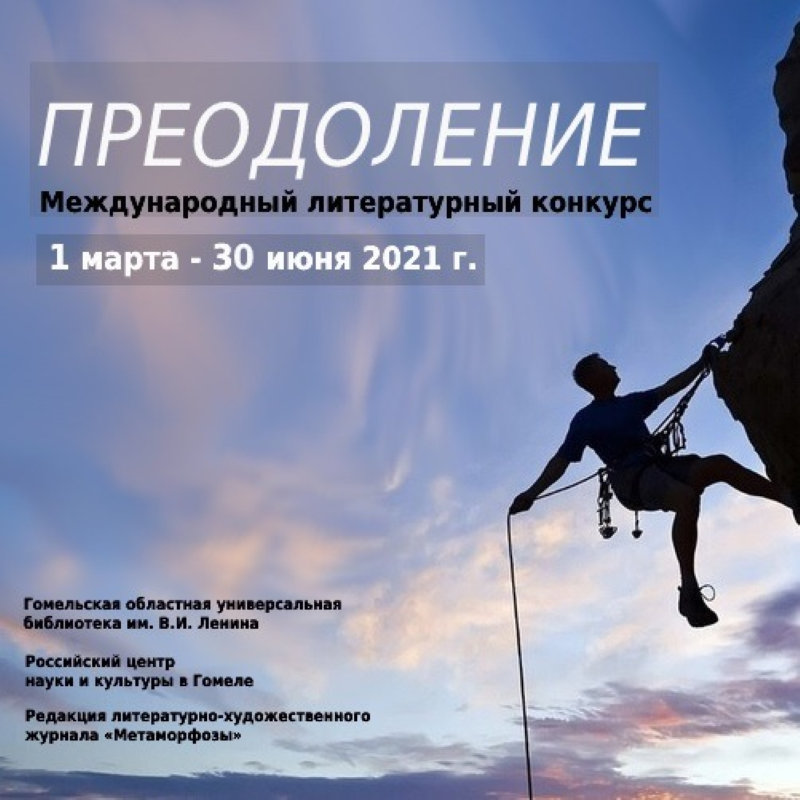 ПРЕОДОЛЕНИЕ
Международный литературный конкурс
1 марта - 30 июня 2021 г.
Гомельская областная универсальная
библиотека им. В.И. Ленина
Российский центр
науки и культуры в Гомеле
Редакция литературно-художественного
журнала «Метаморфозы»